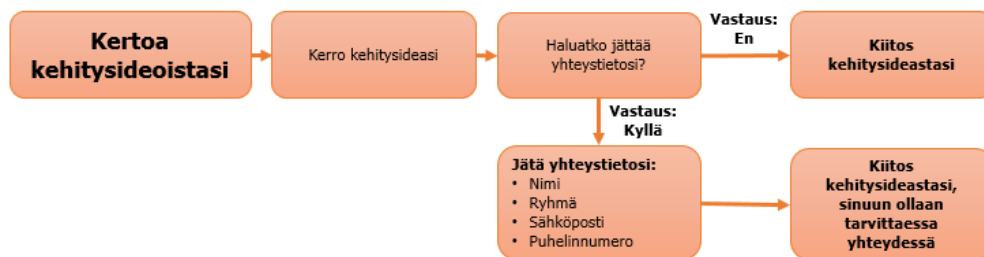 Kertoa
kehitysideoistasi
Kerro kehitysideasi
Haluatko jättää
yhteystietosi?
Vastaus:
En
Kiitos
kehitysideastasi
Vastaus:
Kyllä
Jätä yhteystietosi:
• Nimi
• Ryhmä
• Sähköposti
• Puhelinnumero
Kiitos
kehitysideastasi,
sinuun ollaan
tarvittaessa
yhteydessä